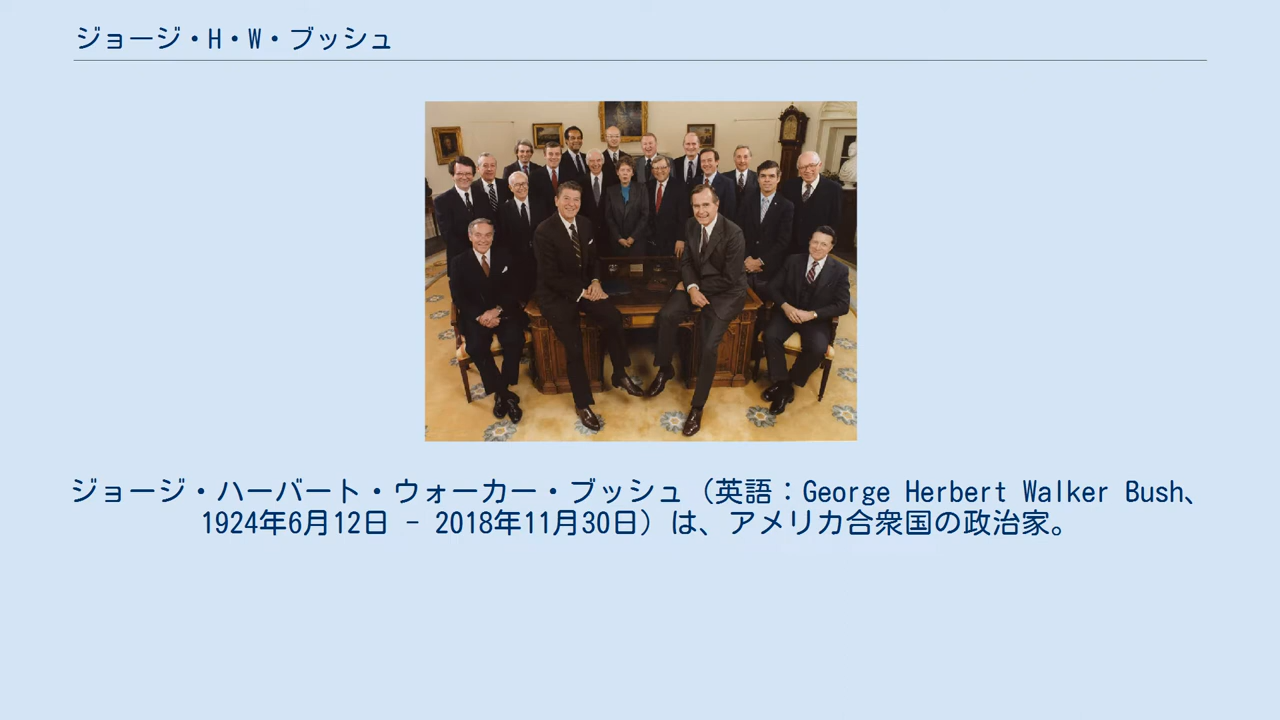 ジョージ・H・W・ブッシュ
ジョージ・ハーバート・ウォーカー・ブッシュ（英語：George Herbert Walker Bush、
1924年6月12日 - 2018年11月30日）は、アメリカ合衆国の政治家。